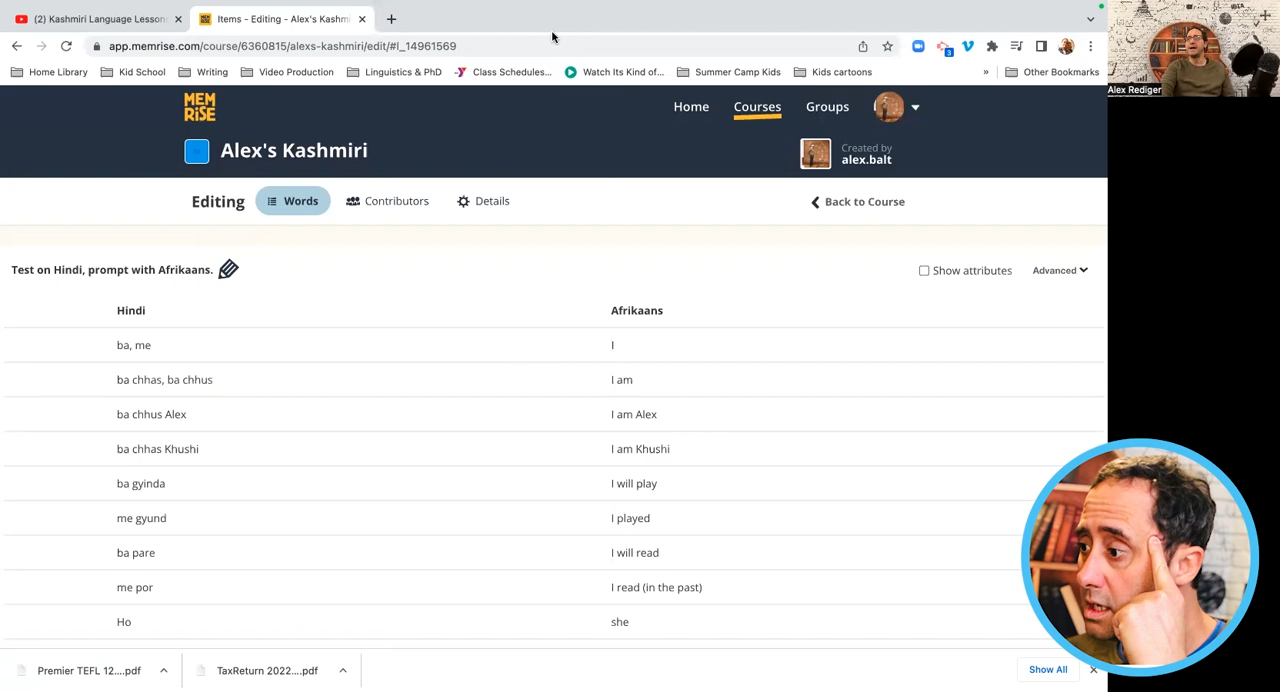 (2) Kashmiri Language Lesson
Items - Editing - Alex's Kashmi
app.memrise.com/course/6360815/alexs-kashmiri/edit/#l_14961569
3
Home Library Kid School Writing Video Production Linguistics & PhD Class Schedules... Watch Its Kind of... Summer Camp Kids Kids cartoons » Other Bookmarks
Alex Rediger
MEM
RiSE
Home Courses Groups
Alex's Kashmiri
Created by
alex.balt
Editing Words Contributors Details Back to Course
Test on Hindi, prompt with Afrikaans. Show attributes Advanced
Hindi Afrikaans
ba, me I
ba chhas, ba chhus I am
ba chhus Alex I am Alex
ba chhas Khushi I am Khushi
ba gyinda I will play
me gyund I played
ba pare I will read
me por I read (in the past)
Ho she
Premier TEFL 12....pdf TaxReturn 2022....pdf Show All